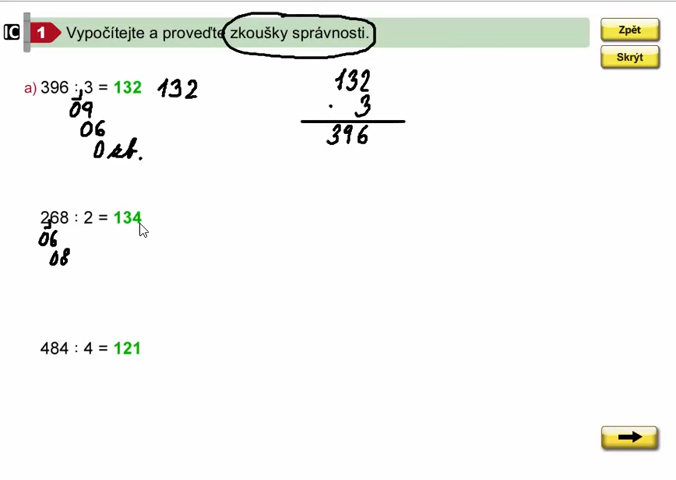 IC 1 Vypočítejte a proveďte zkoušky správnosti. Zpět
Skrýt
a) 396 : 3 = 132 132
09
06
0 zb.
132
· 3
396
268 : 2 = 134
06
08
484 : 4 = 121